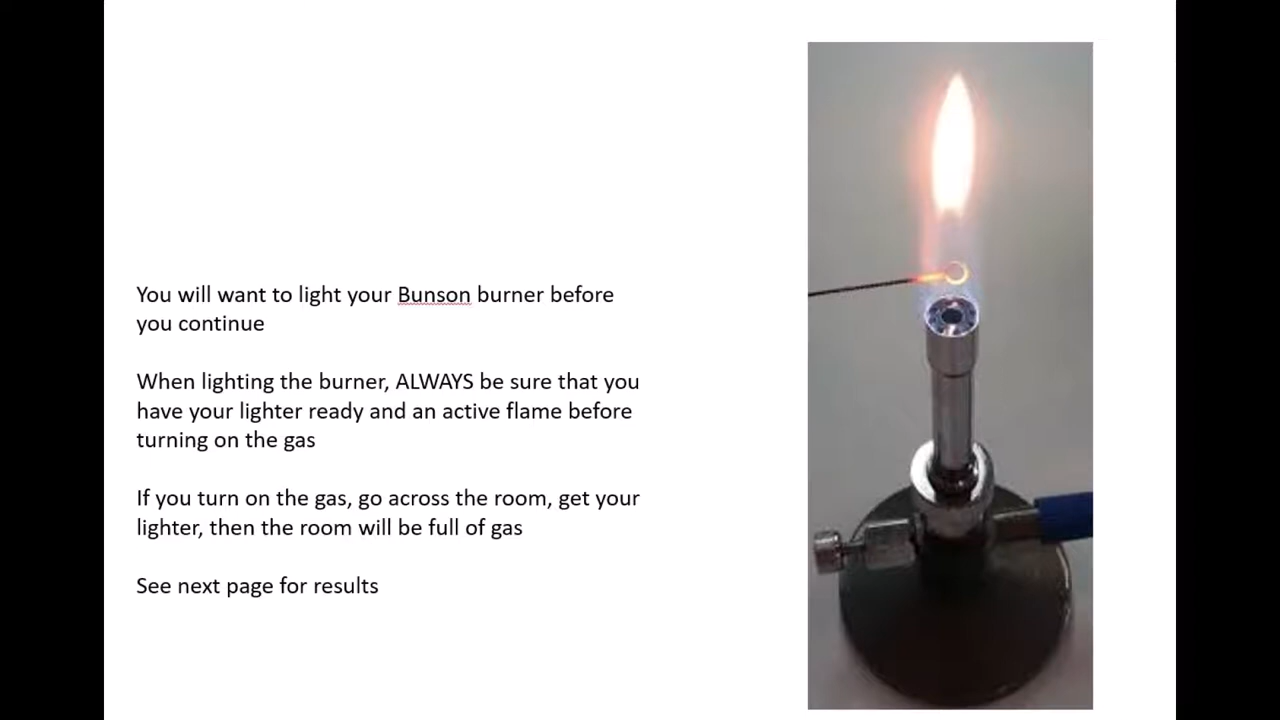 You will want to light your Bunson burner before
you continue
When lighting the burner, ALWAYS be sure that you
have your lighter ready and an active flame before
turning on the gas
If you turn on the gas, go across the room, get your
lighter, then the room will be full of gas
See next page for results